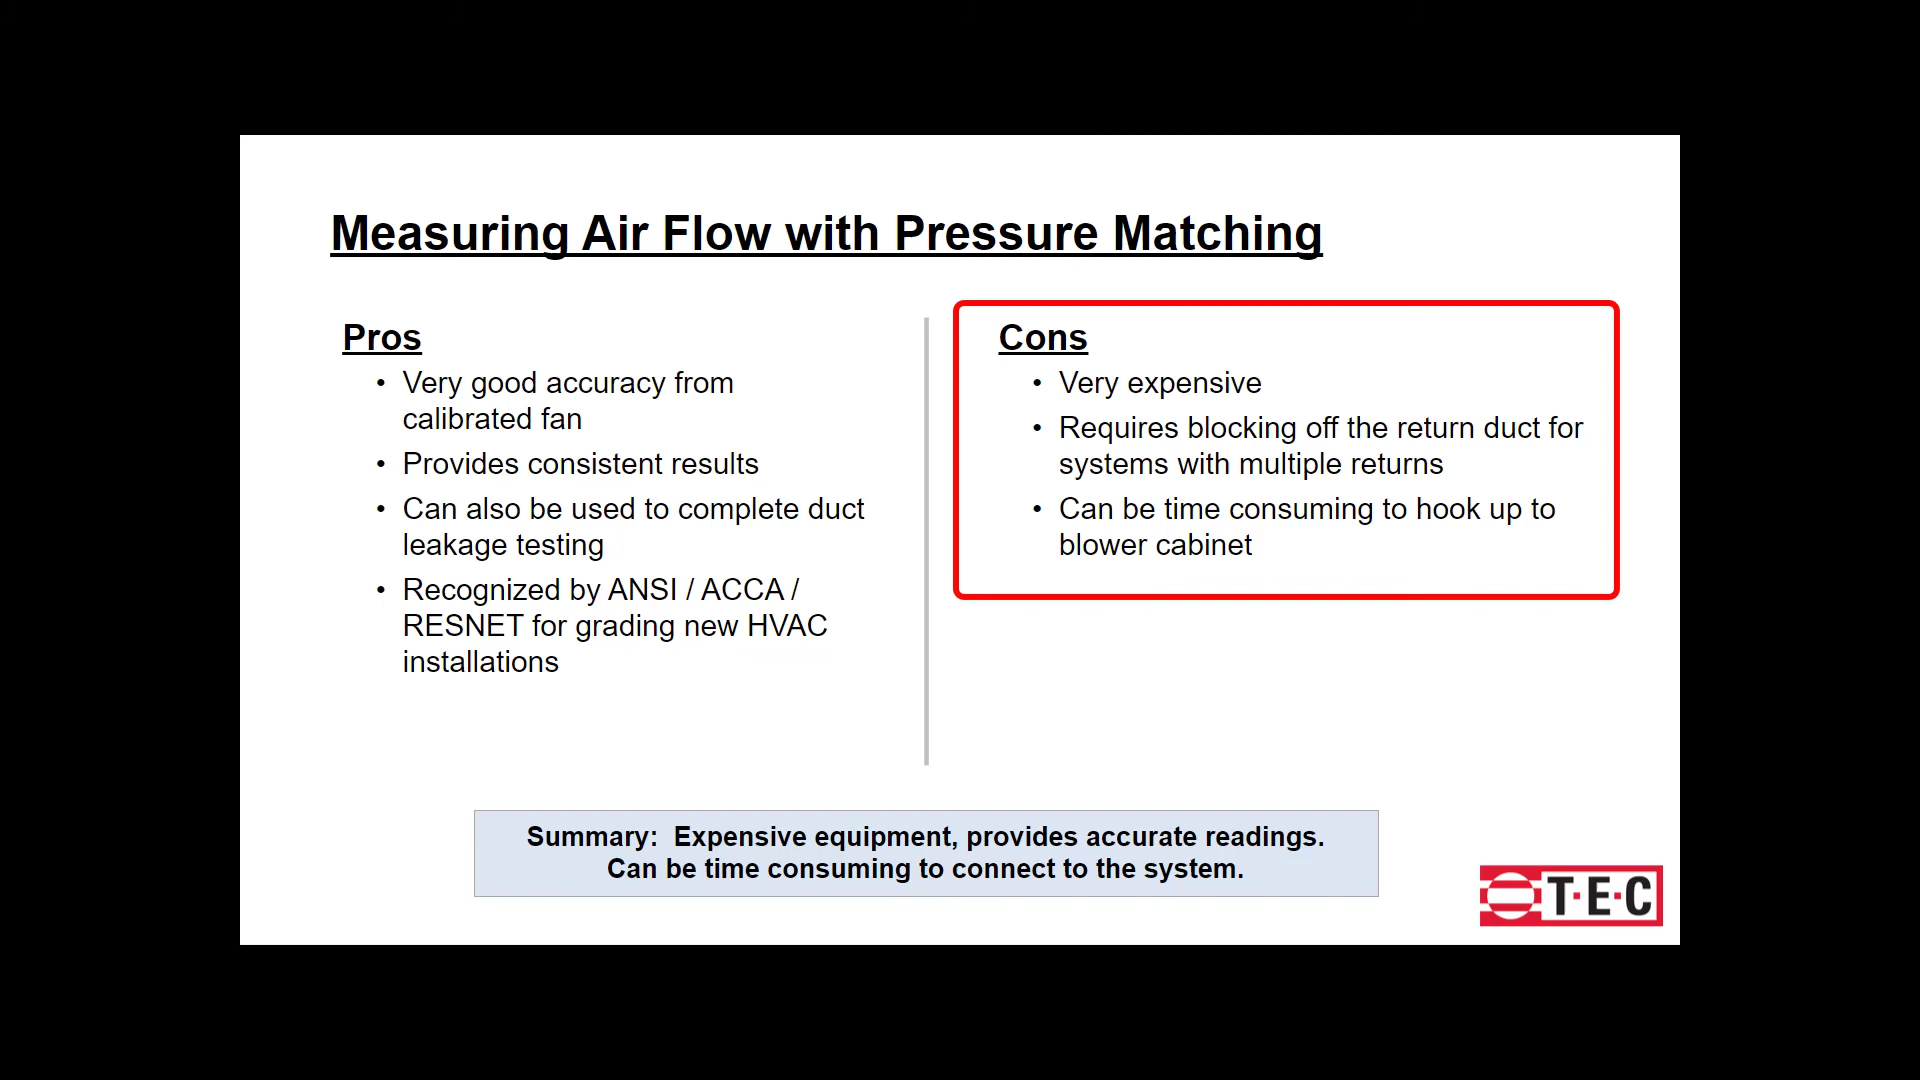 Measuring Air Flow with Pressure Matching
Pros
• Very good accuracy from
calibrated fan
• Provides consistent results
• Can also be used to complete duct
leakage testing
• Recognized by ANSI / ACCA /
RESNET for grading new HVAC
installations
Cons
• Very expensive
• Requires blocking off the return duct for
systems with multiple returns
• Can be time consuming to hook up to
blower cabinet
Summary:  Expensive equipment, provides accurate readings.
Can be time consuming to connect to the system.
T·E·C